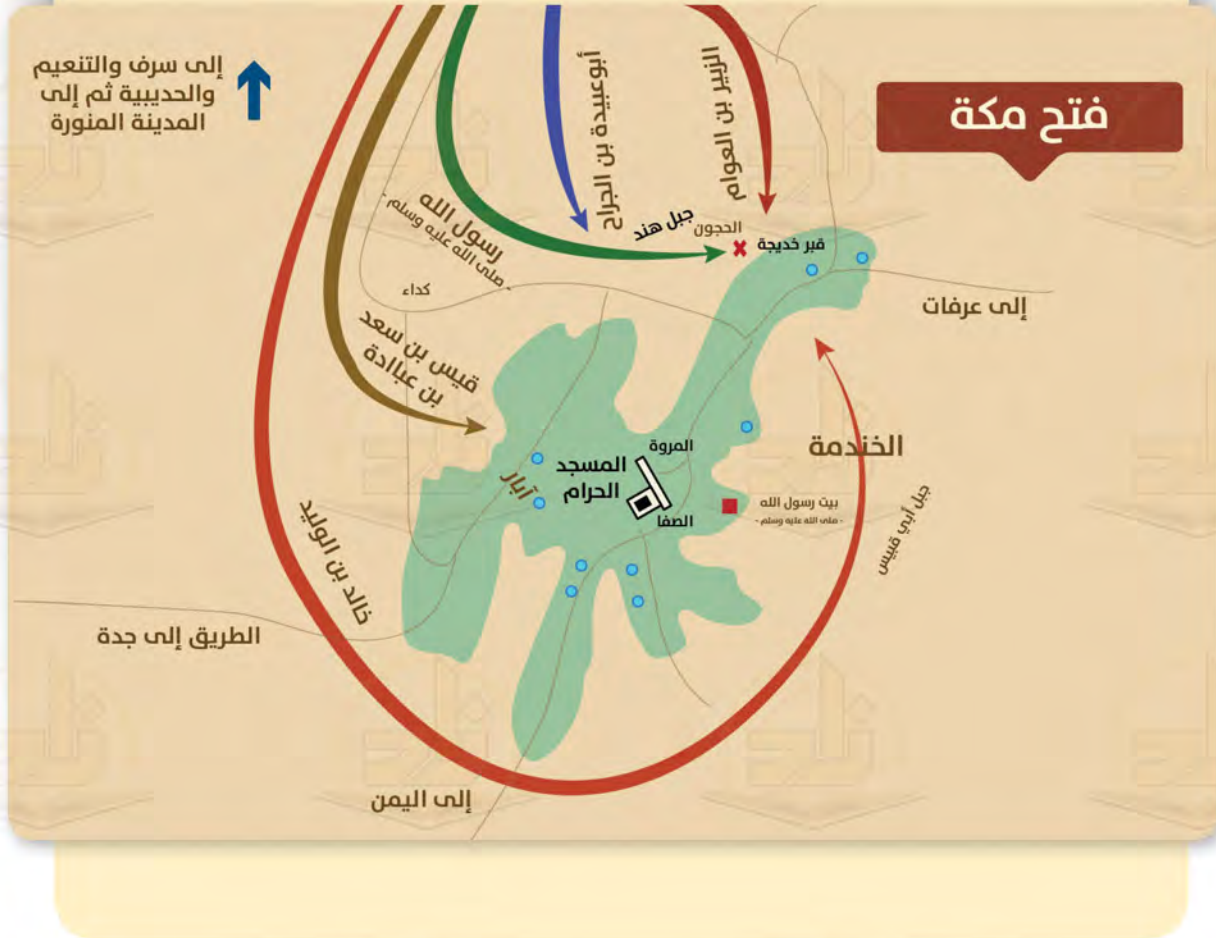 فتح مكة
إلى سرف والتنعيم
والحديبية ثم إلى
المدينة المنورة
الزبير بن العوام
أبوعبيدة بن الجراح
رسول الله
- صلى الله عليه وسلم -
جبل هند
الحجون
قبر خديجة
كداء
إلى عرفات
قيس بن سعد
بن عباادة
الخندمة
المروة
المسجد
الحرام
آبار
الصفا
بيت رسول الله
- صلى الله عليه وسلم -
جبل أبي قبيس
خالد بن الوليد
الطريق إلى جدة
إلى اليمن